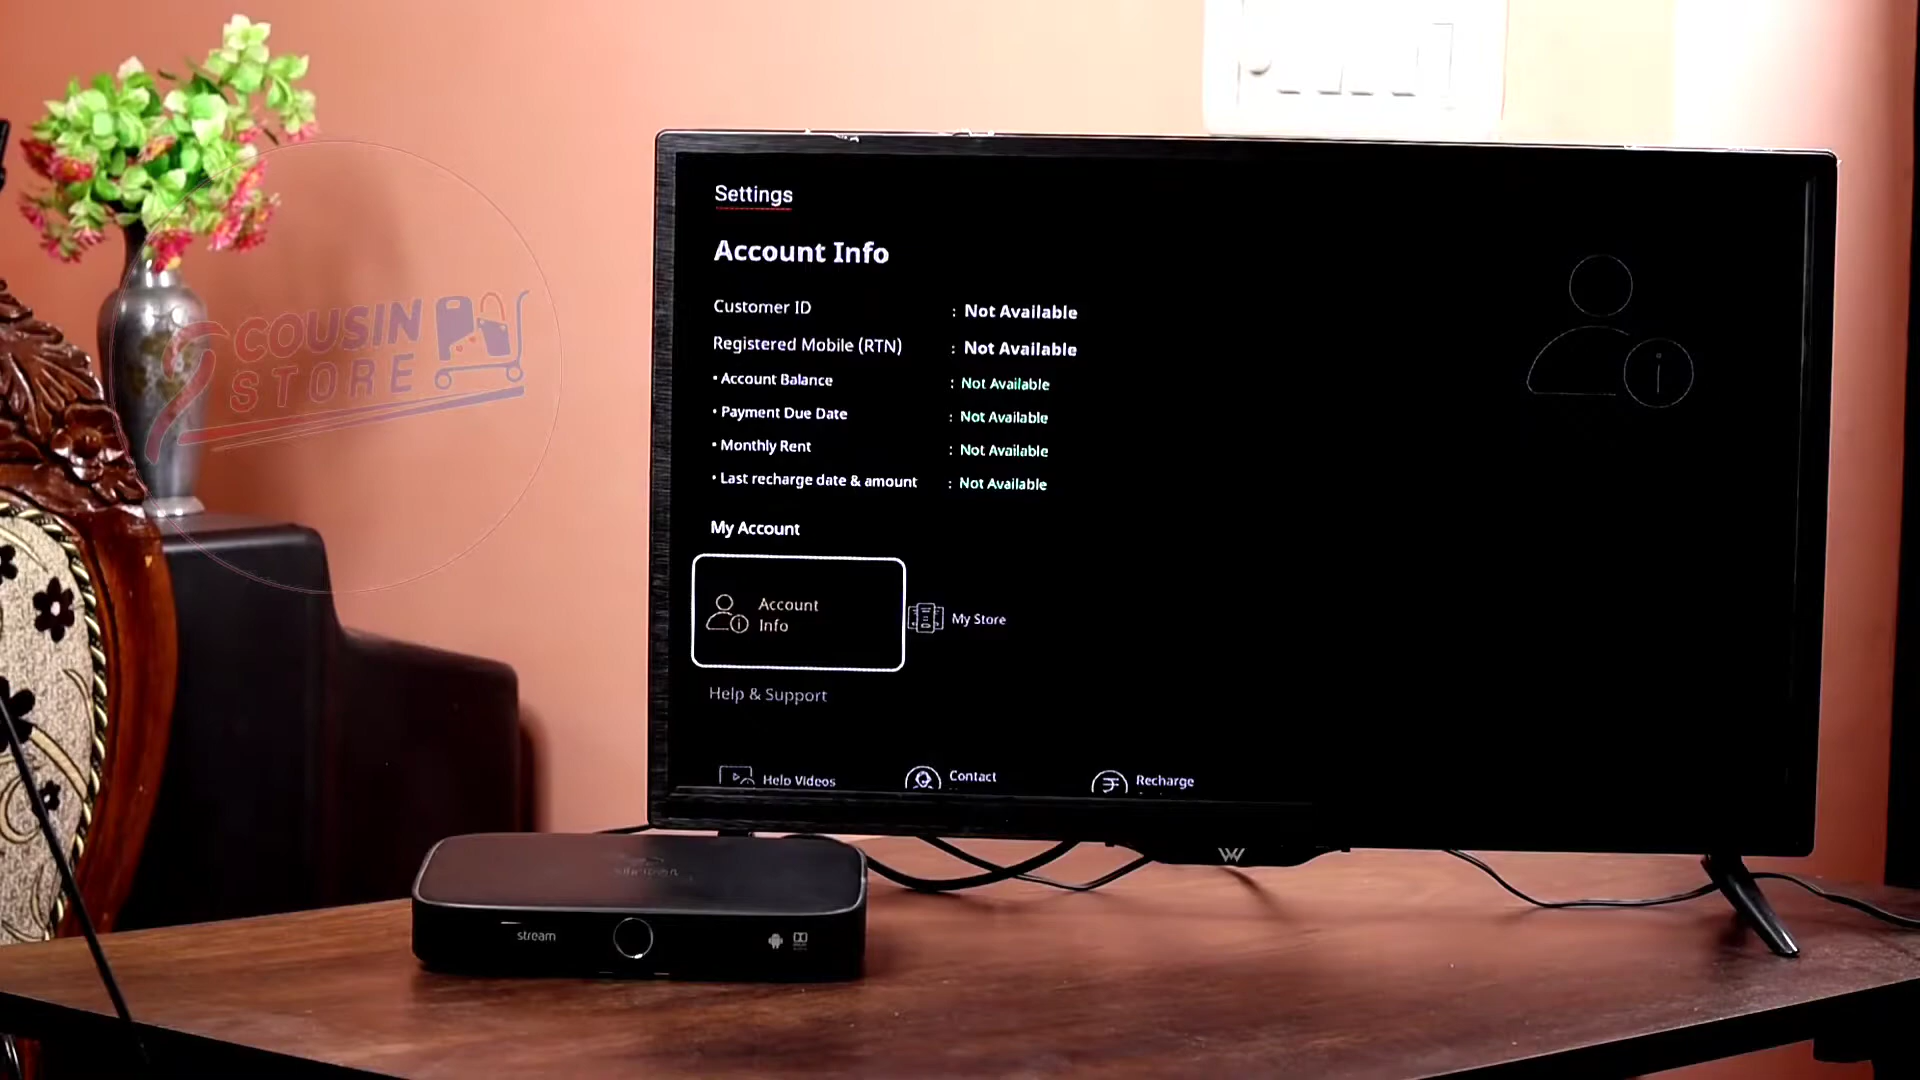 COUSIN
STORE
Settings
Account Info
Customer ID : Not Available
Registered Mobile (RTN) : Not Available
• Account Balance : Not Available
• Payment Due Date : Not Available
• Monthly Rent : Not Available
• Last recharge date & amount : Not Available
My Account
Account
Info
My Store
Help & Support
Help Videos
Contact
Recharge
stream